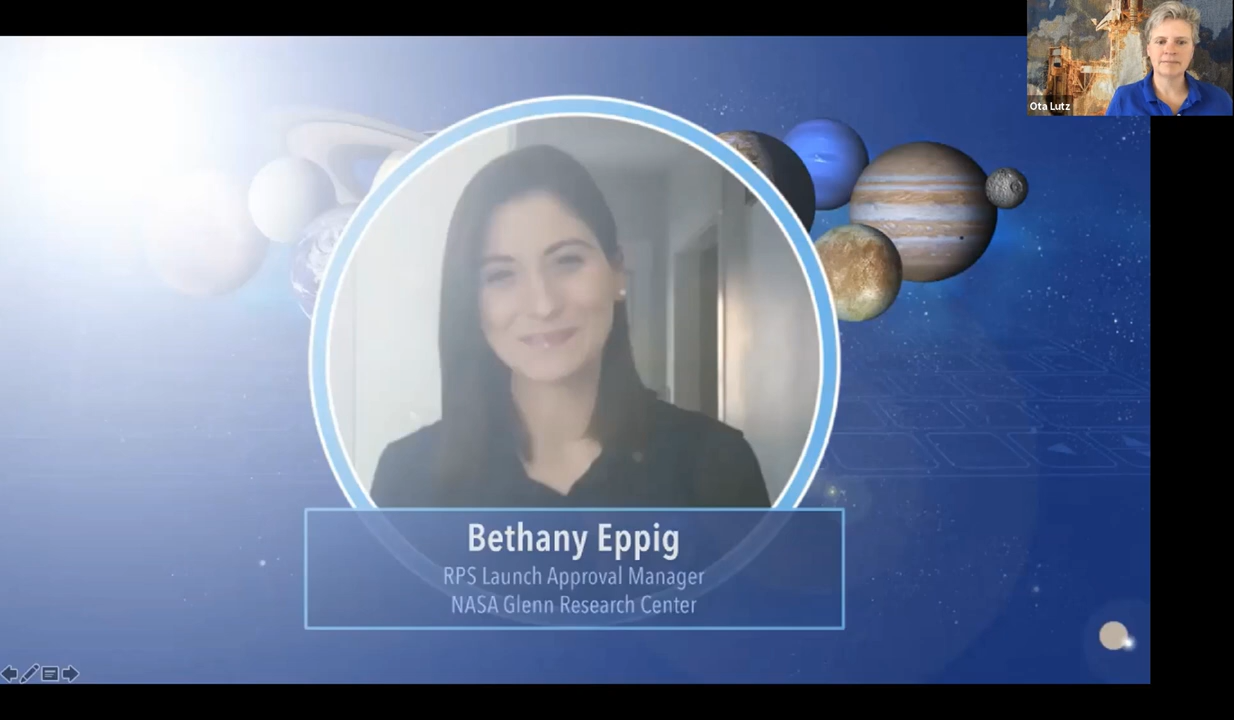 Ota Lutz
Bethany Eppig
RPS Launch Approval Manager
NASA Glenn Research Center